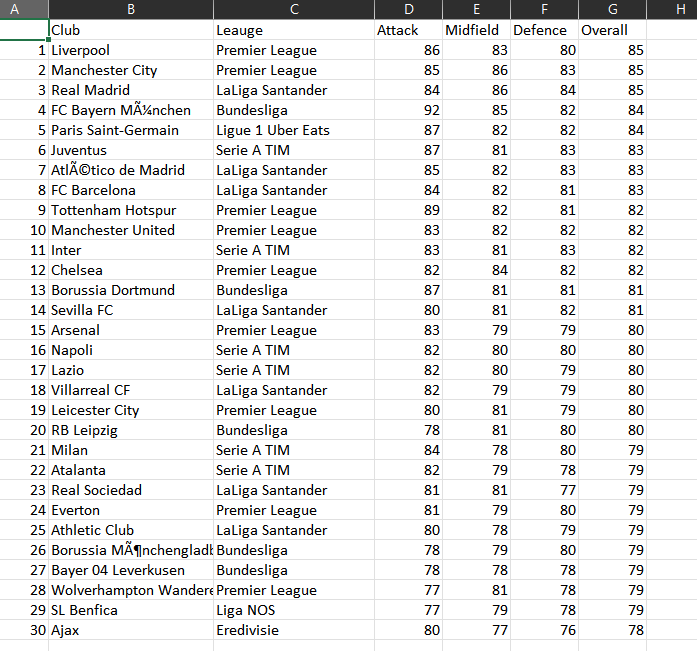 A B C D E F G H
Club Leauge Attack Midfield Defence Overall
1 Liverpool Premier League 86 83 80 85
2 Manchester City Premier League 85 86 83 85
3 Real Madrid LaLiga Santander 84 86 84 85
4 FC Bayern MÃ¼nchen Bundesliga 92 85 82 84
5 Paris Saint-Germain Ligue 1 Uber Eats 87 82 82 84
6 Juventus Serie A TIM 87 81 83 83
7 AtlÃ©tico de Madrid LaLiga Santander 85 82 83 83
8 FC Barcelona LaLiga Santander 84 82 81 83
9 Tottenham Hotspur Premier League 89 82 81 82
10 Manchester United Premier League 83 82 82 82
11 Inter Serie A TIM 83 81 83 82
12 Chelsea Premier League 82 84 82 82
13 Borussia Dortmund Bundesliga 87 81 81 81
14 Sevilla FC LaLiga Santander 80 81 82 81
15 Arsenal Premier League 83 79 79 80
16 Napoli Serie A TIM 82 80 80 80
17 Lazio Serie A TIM 82 80 79 80
18 Villarreal CF LaLiga Santander 82 79 79 80
19 Leicester City Premier League 80 81 79 80
20 RB Leipzig Bundesliga 78 81 80 80
21 Milan Serie A TIM 84 78 80 79
22 Atalanta Serie A TIM 82 79 78 79
23 Real Sociedad LaLiga Santander 81 81 77 79
24 Everton Premier League 81 79 80 79
25 Athletic Club LaLiga Santander 80 78 79 79
26 Borussia MÃ¶nchengladb Bundesliga 78 79 80 79
27 Bayer 04 Leverkusen Bundesliga 78 78 78 79
28 Wolverhampton Wandere Premier League 77 81 78 79
29 SL Benfica Liga NOS 77 79 78 79
30 Ajax Eredivisie 80 77 76 78